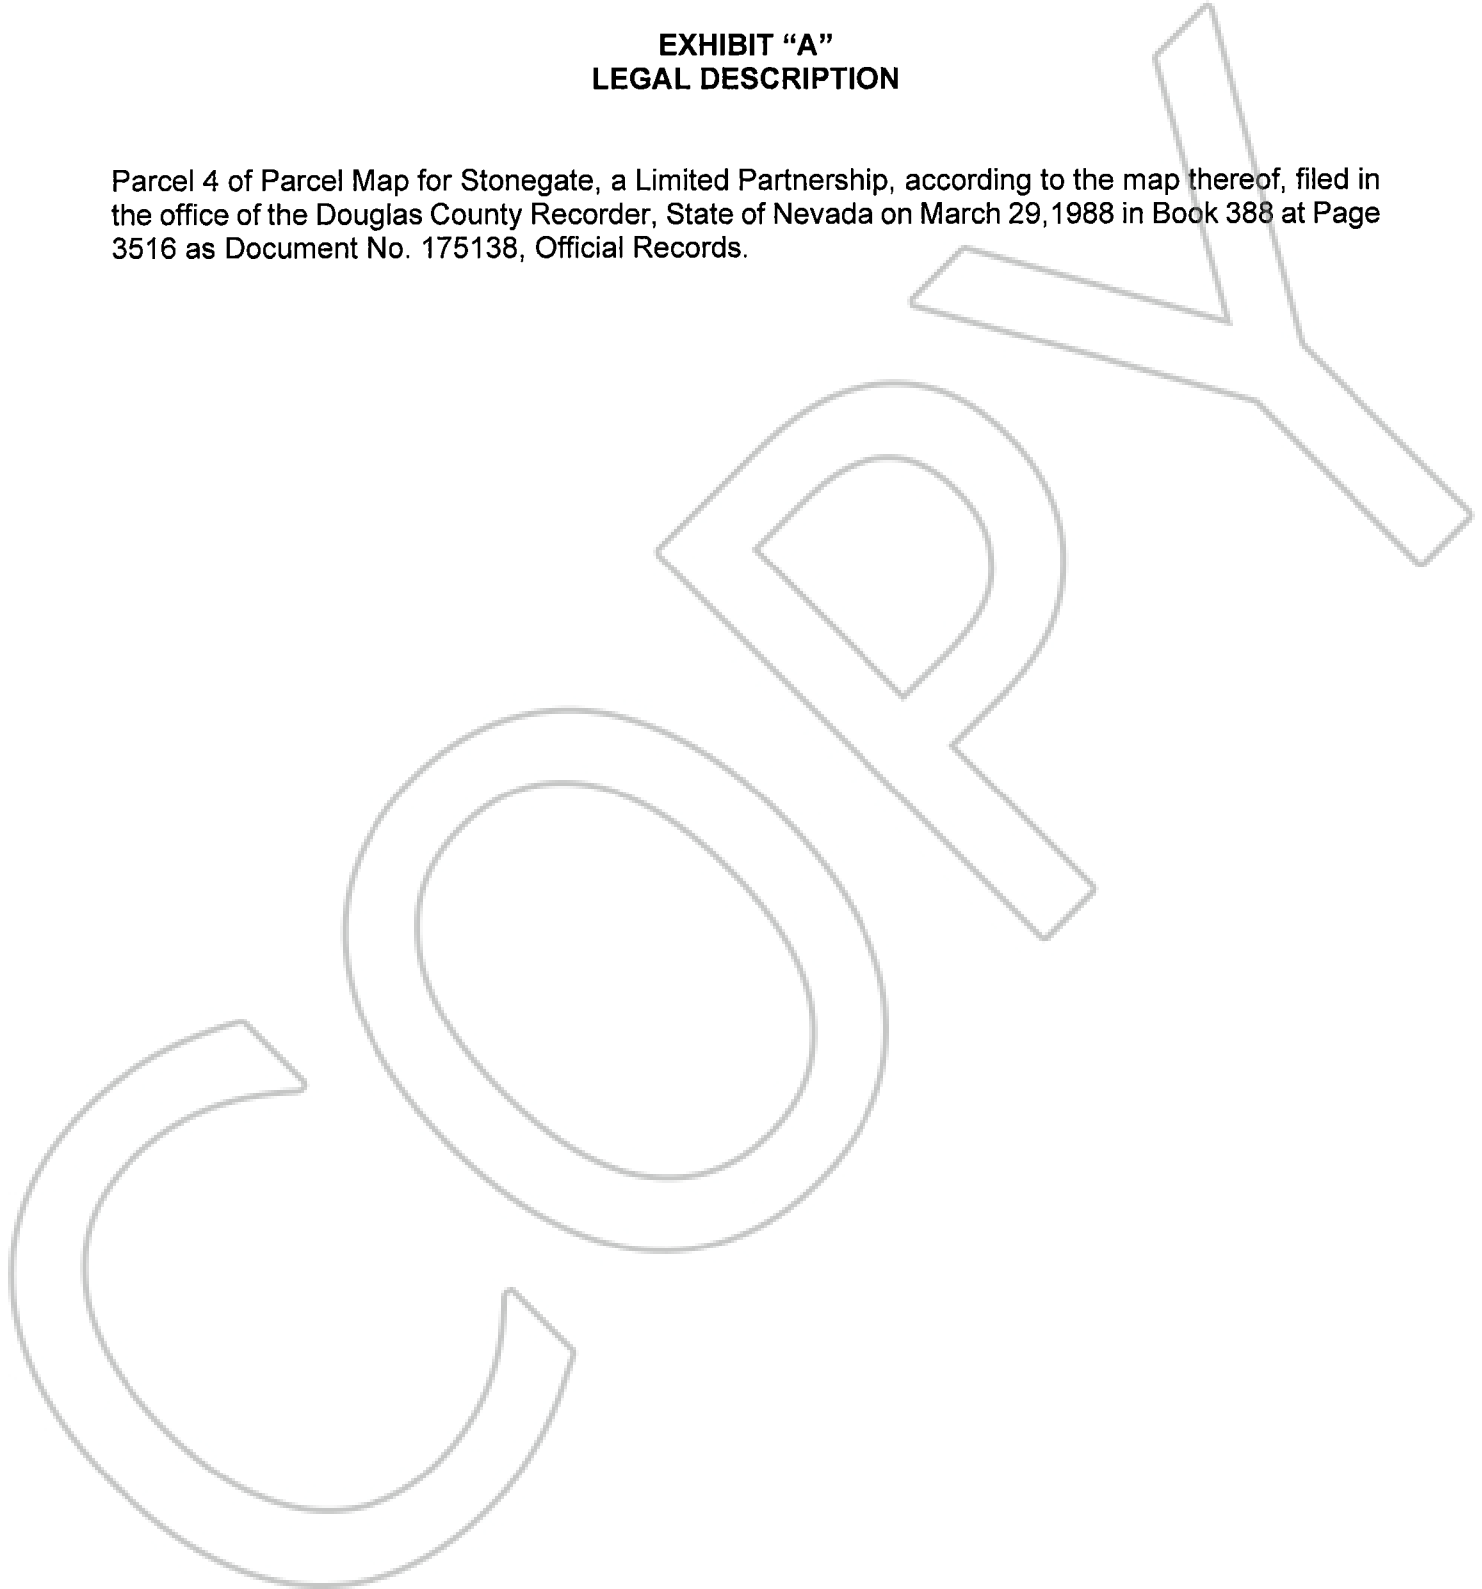 EXHIBIT “A”
LEGAL DESCRIPTION
Parcel 4 of Parcel Map for Stonegate, a Limited Partnership, according to the map thereof, filed in
the office of the Douglas County Recorder, State of Nevada on March 29,1988 in Book 388 at Page
3516 as Document No. 175138, Official Records.
COPY